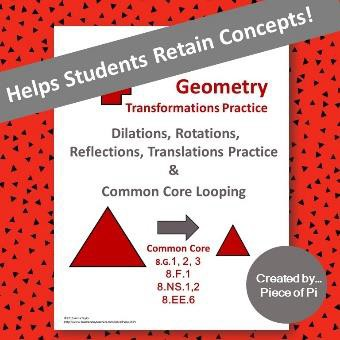 Helps Students Retain Concepts!
Geometry
Transformations Practice
Dilations, Rotations,
Reflections, Translations Practice
&
Common Core Looping
Common Core
8.G.1, 2, 3
8.F.1
8.NS.1,2
8.EE.6
Created by...
Piece of Pi